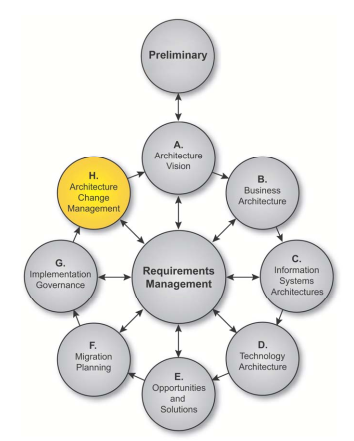 Preliminary
A.
Architecture
Vision
H.
Architecture
Change
Management
B.
Business
Architecture
G.
Implementation
Governance
Requirements
Management
C.
Information
Systems
Architectures
F.
Migration
Planning
D.
Technology
Architecture
E.
Opportunities
and
Solutions